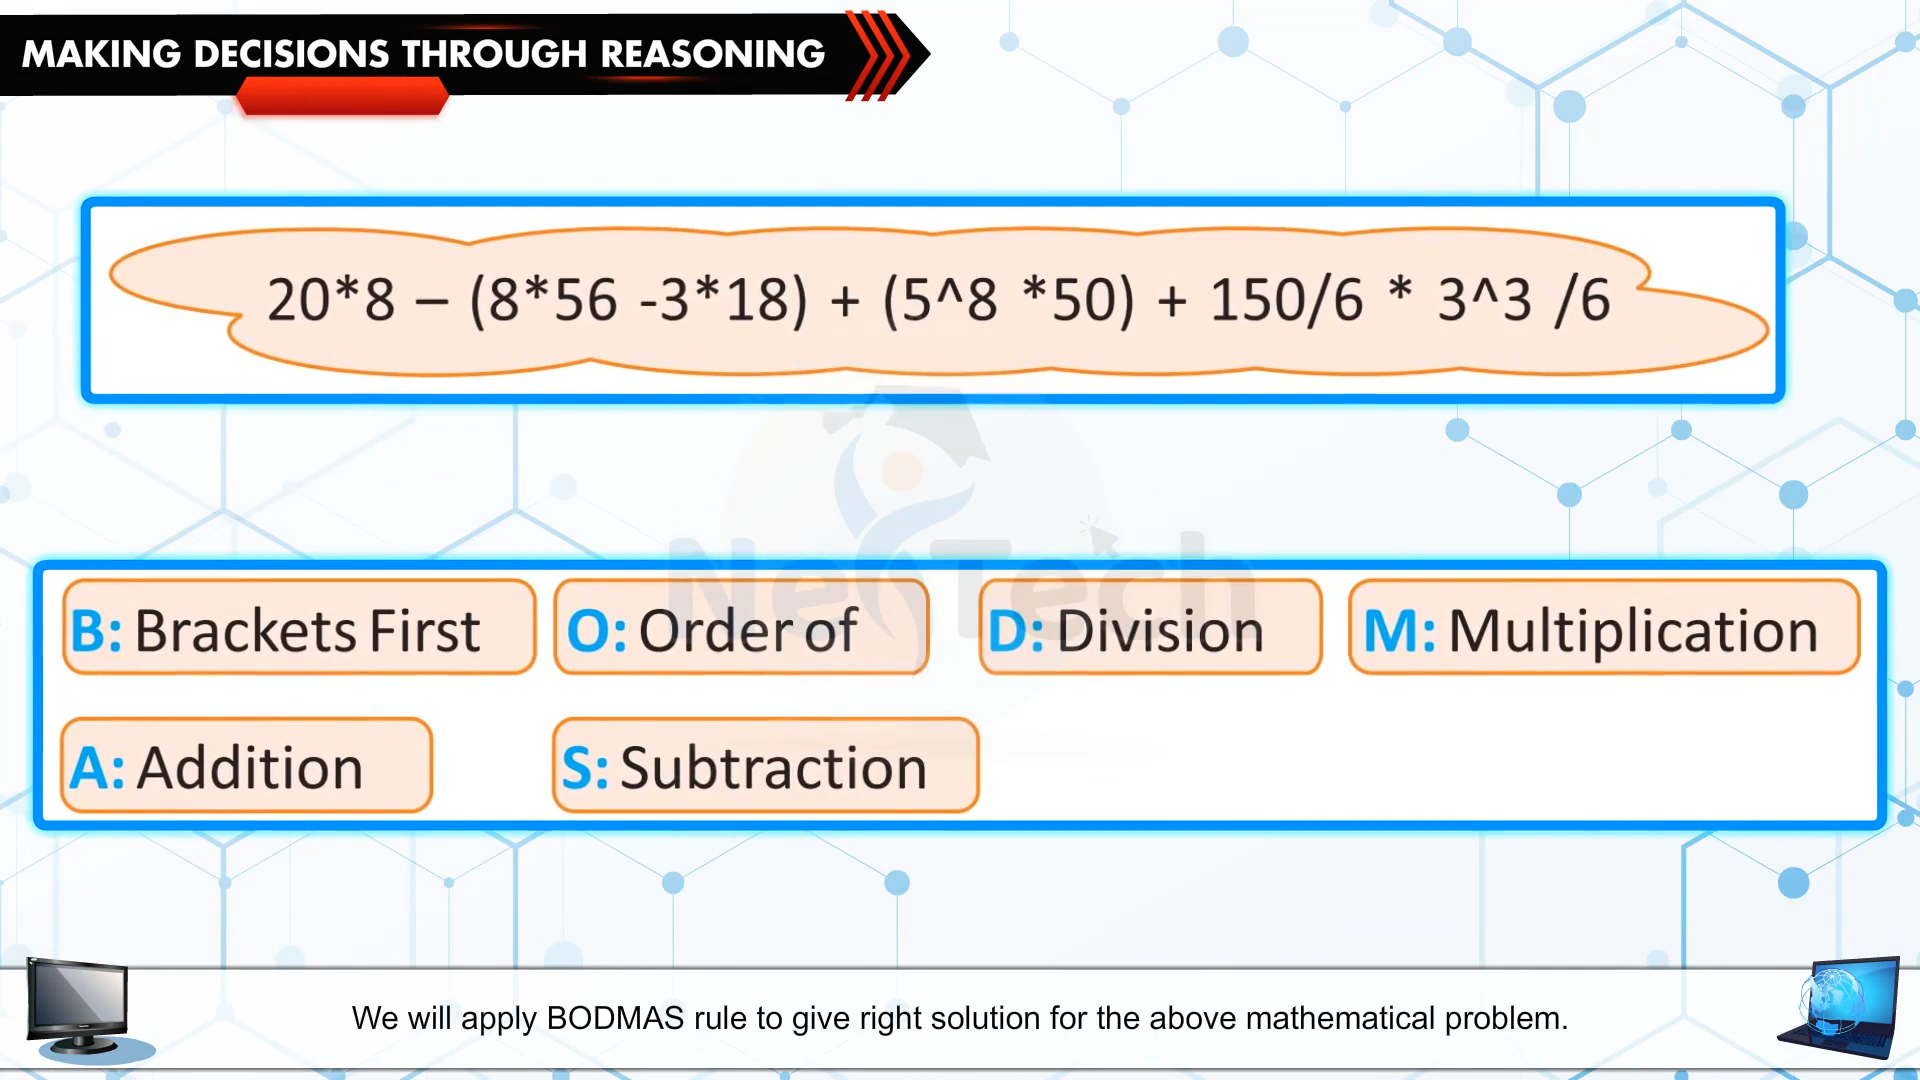 MAKING DECISIONS THROUGH REASONING
20*8 – (8*56 -3*18) + (5^8 *50) + 150/6 * 3^3 /6
NeXTech
B: Brackets First O: Order of D: Division M: Multiplication
A: Addition S: Subtraction
We will apply BODMAS rule to give right solution for the above mathematical problem.